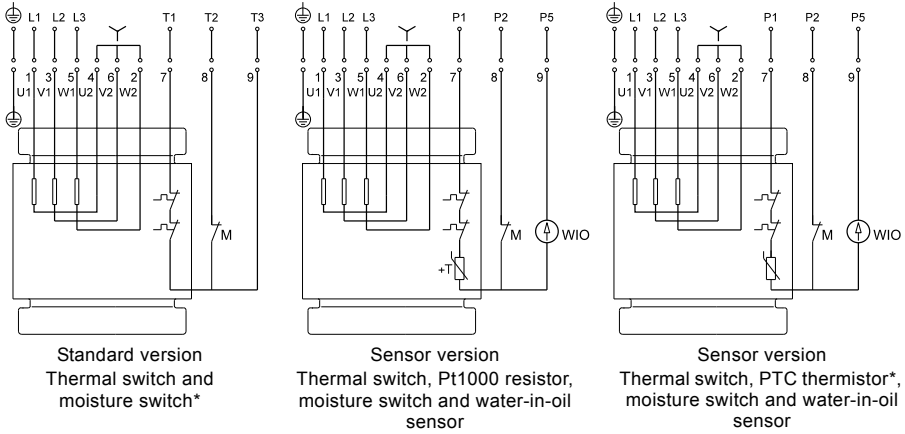 L1 L2 L3 T1 T2 T3
1 3 5 4 6 2 7 8 9
U1 V1 W1 U2 V2 W2
M
Standard version
Thermal switch and
moisture switch*
L1 L2 L3 P1 P2 P5
1 3 5 4 6 2 7 8 9
U1 V1 W1 U2 V2 W2
M WIO
+T
Sensor version
Thermal switch, Pt1000 resistor,
moisture switch and water-in-oil
sensor
L1 L2 L3 P1 P2 P5
1 3 5 4 6 2 7 8 9
U1 V1 W1 U2 V2 W2
M WIO
Sensor version
Thermal switch, PTC thermistor*,
moisture switch and water-in-oil
sensor